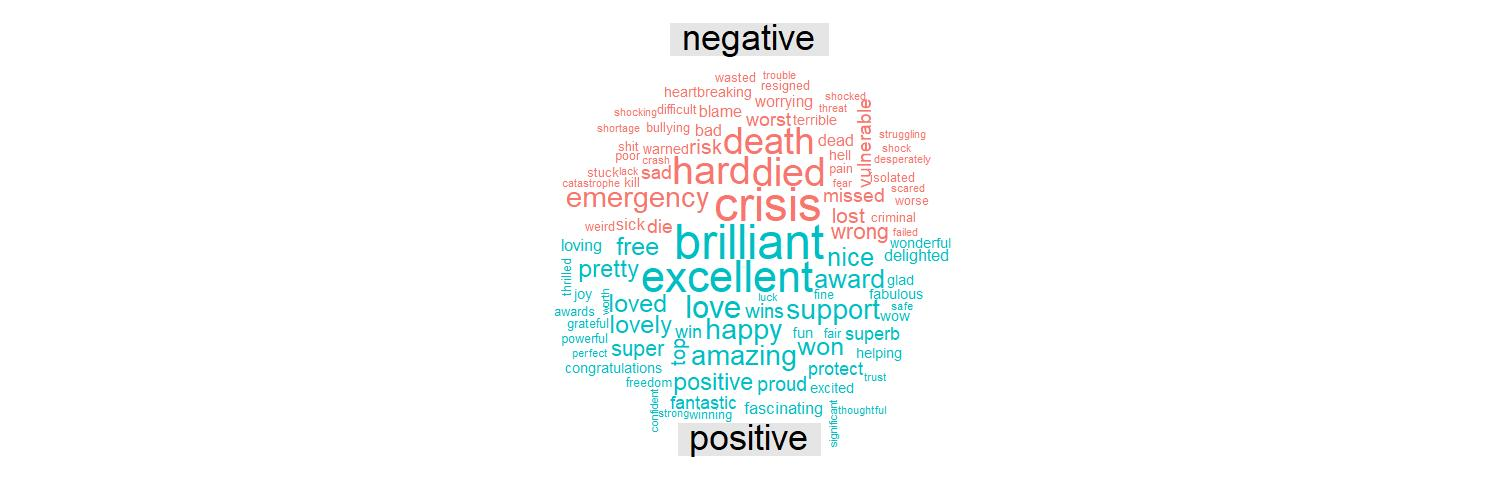 negative
wasted trouble
heartbreaking resigned
shocking difficult blame worrying shocked
threat
shortage bullying bad worst terrible vulnerable
struggling
shit warned risk death dead
shock
poor crash hell desperately
stuck lack sad hard died pain isolated
catastrophe kill fear scared
emergency crisis missed worse
weird sick die lost criminal
wrong failed
loving free brilliant nice wonderful
delighted
thrilled pretty excellent award glad
joy worth loved love luck fine fabulous
awards wins support safe
wow
grateful lovely win happy fun fair superb
powerful
perfect super top amazing won helping
congratulations protect trust
freedom positive proud excited
confident fantastic fascinating significant thoughtful
strong winning
positive